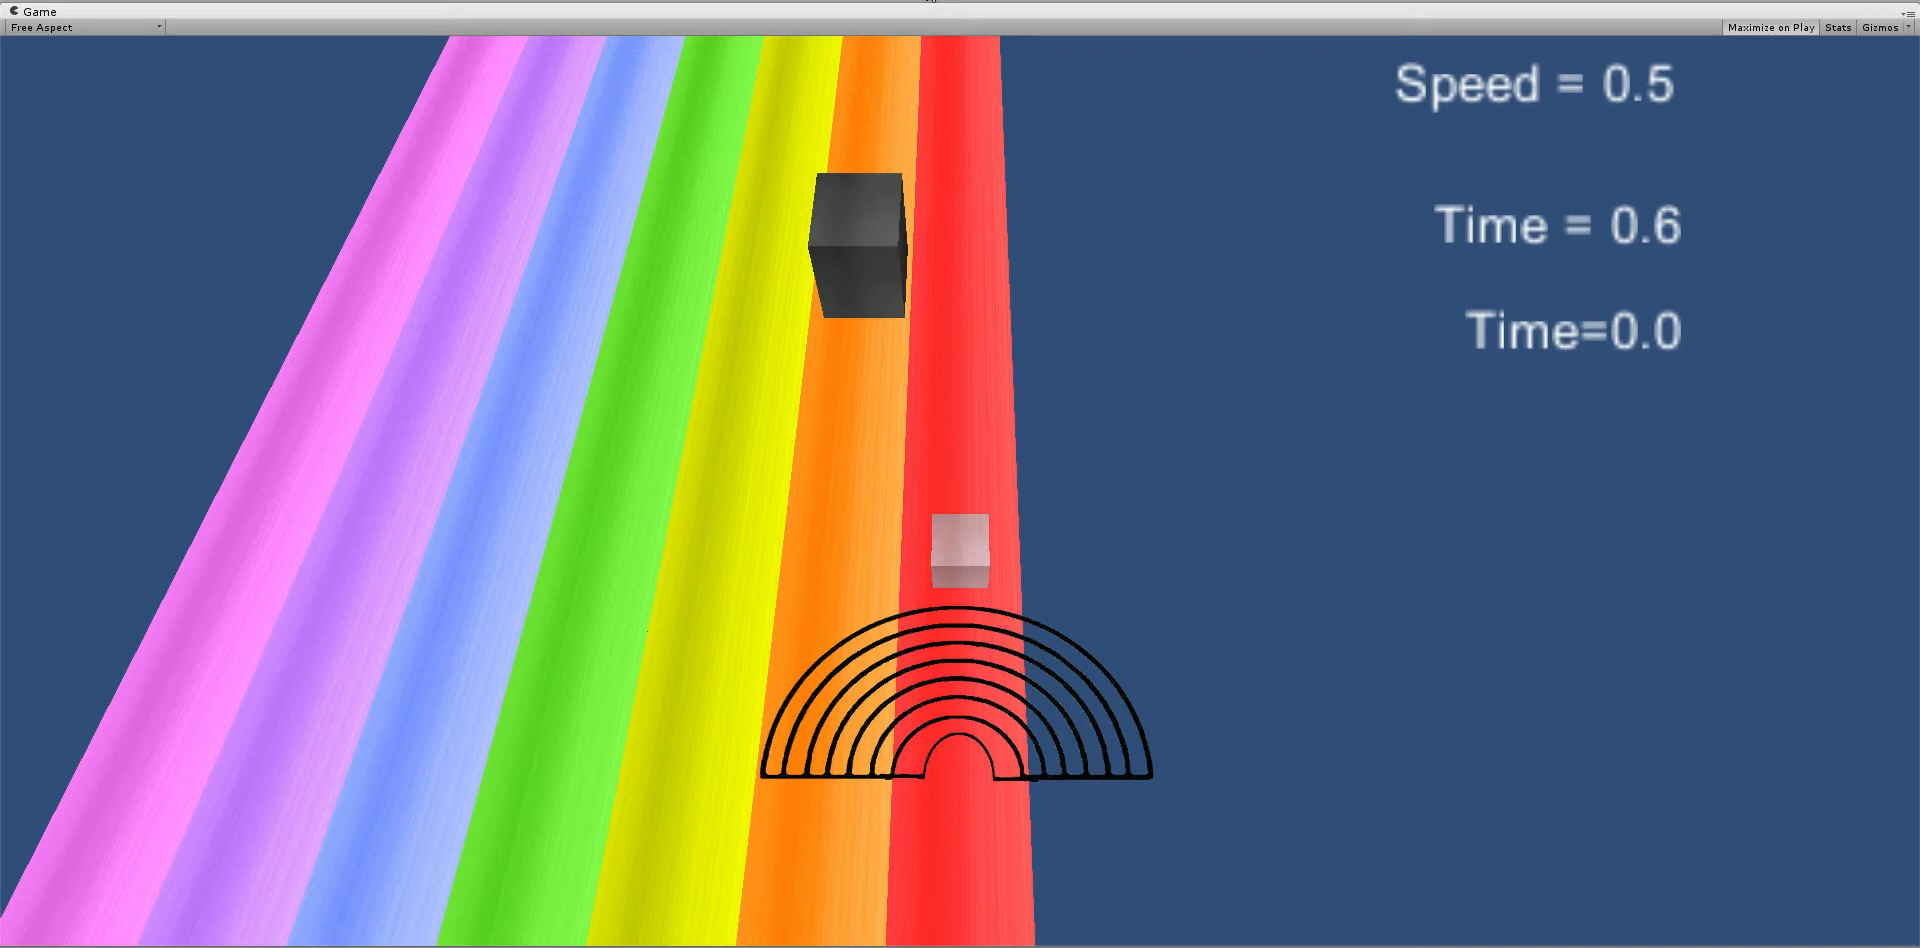 Game
Free Aspect
Maximize on Play Stats Gizmos
Speed = 0.5
Time = 0.6
Time=0.0